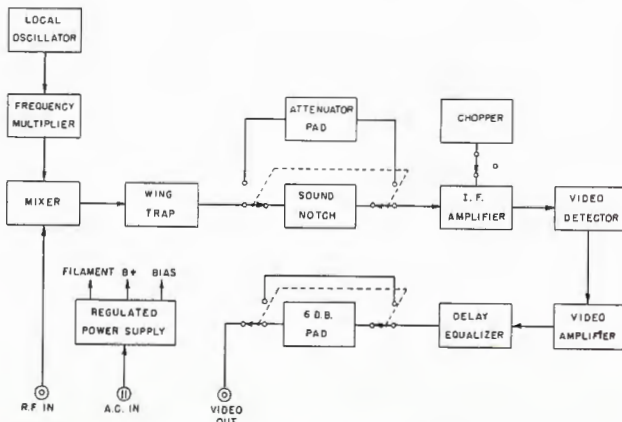 LOCAL
OSCILLATOR
FREQUENCY
MULTIPLIER
ATTENUATOR
PAD
CHOPPER
MIXER
WING
TRAP
SOUND
NOTCH
I. F.
AMPLIFIER
VIDEO
DETECTOR
FILAMENT B+ BIAS
REGULATED
POWER SUPPLY
6 D.B.
PAD
DELAY
EQUALIZER
VIDEO
AMPLIFIER
R.F IN
A.C. IN
VIDEO
OUT